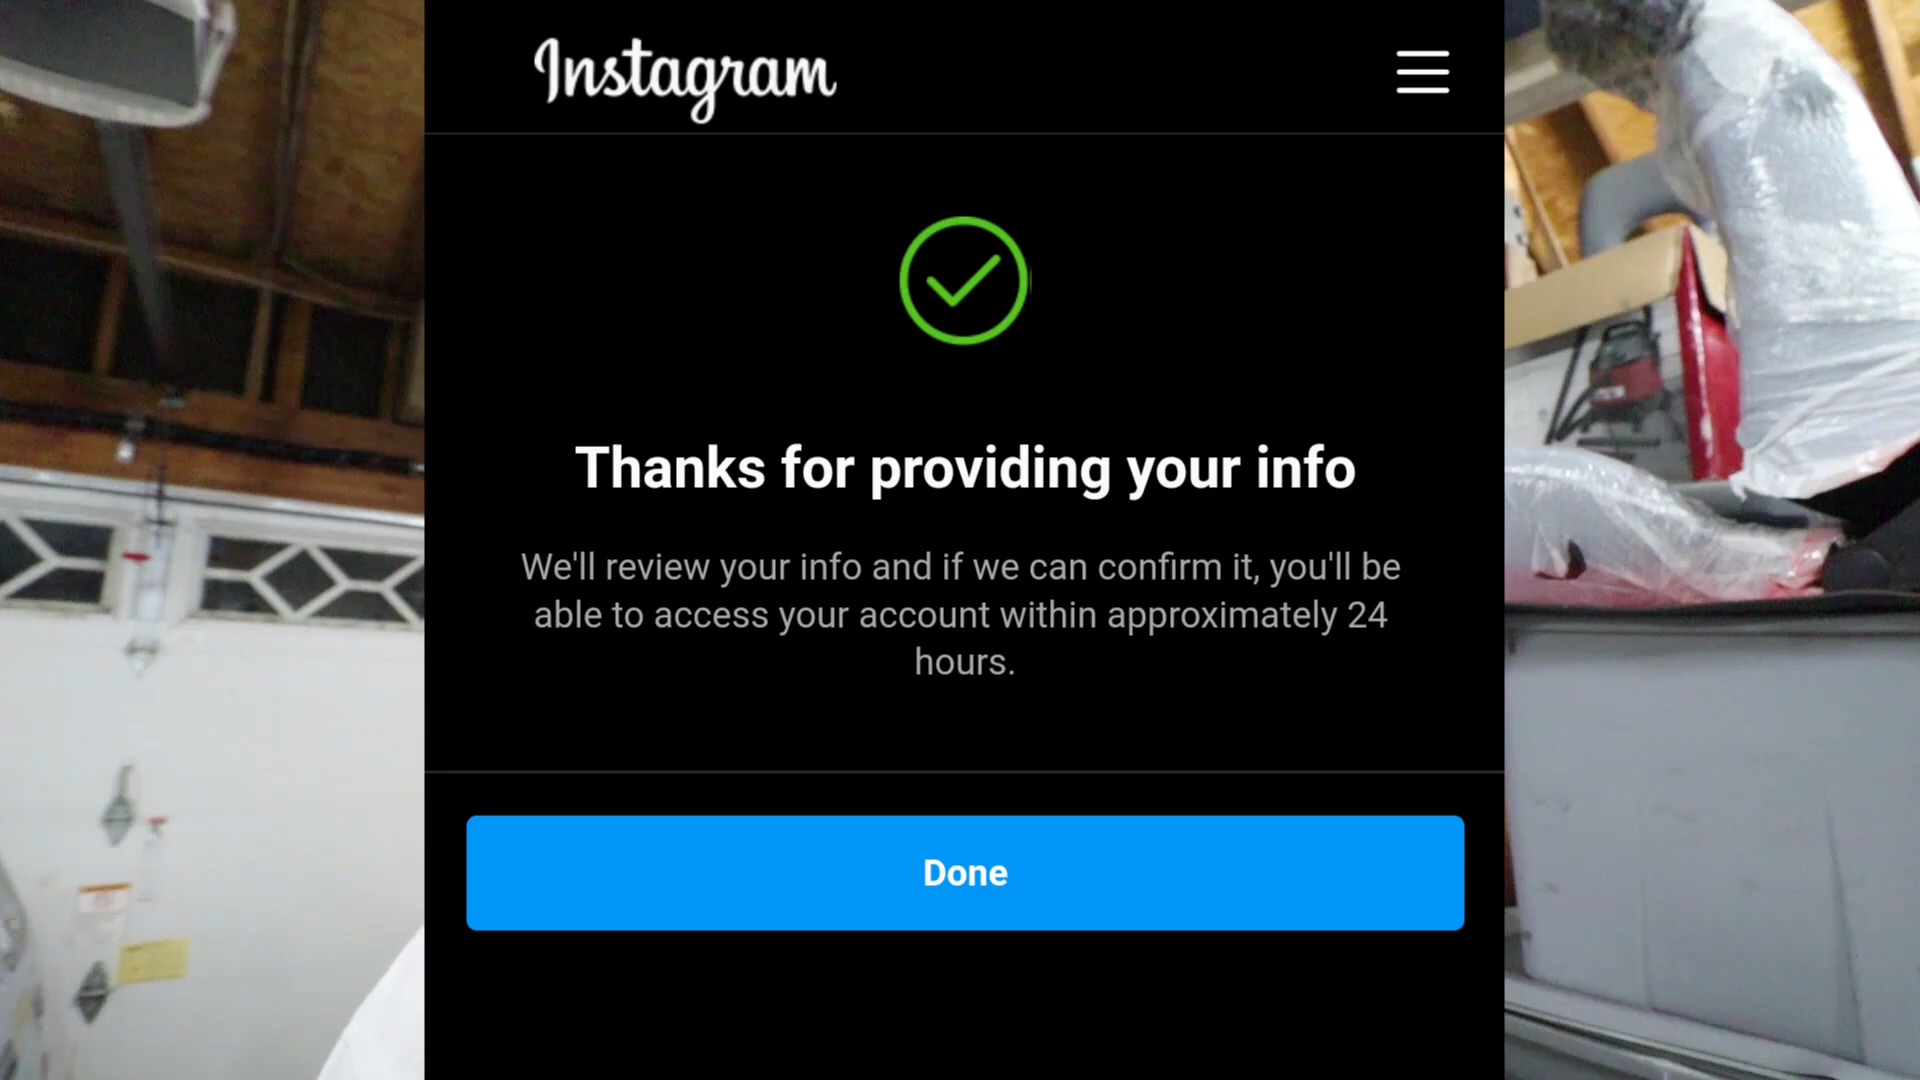 Instagram
Thanks for providing your info
We'll review your info and if we can confirm it, you'll be
able to access your account within approximately 24
hours.
Done